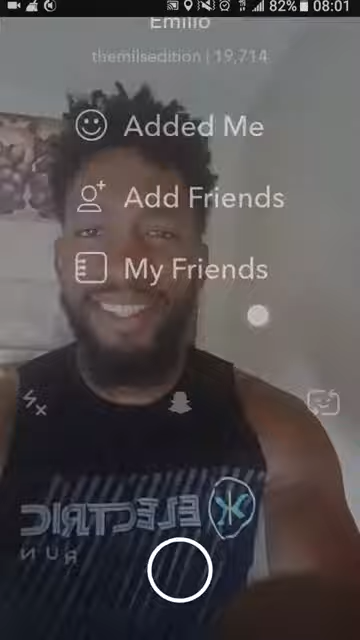 82% 08:01
Emilio
themilsedition | 19,714
Added Me
Add Friends
My Friends
ELECTRIC
RUN